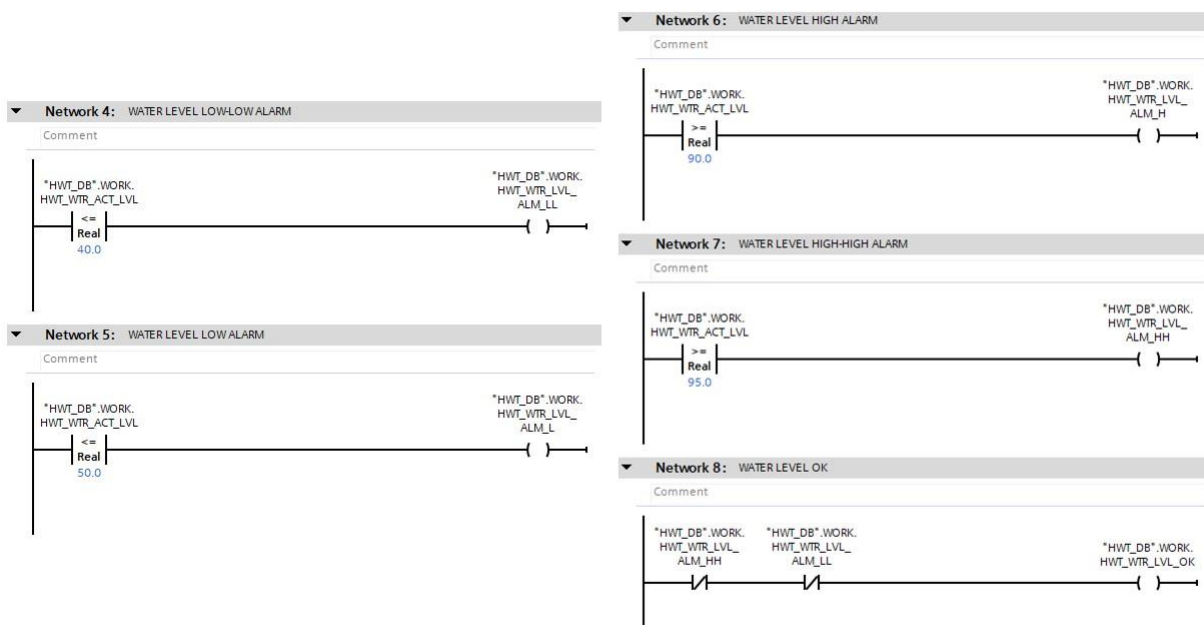 Network 4: WATER LEVEL LOW-LOW ALARM
Comment
"HWT_DB".WORK.
HWT_WTR_ACT_LVL
<=
Real
40.0
"HWT_DB".WORK.
HWT_WTR_LVL_
ALM_LL
Network 5: WATER LEVEL LOW ALARM
Comment
"HWT_DB".WORK.
HWT_WTR_ACT_LVL
<=
Real
50.0
"HWT_DB".WORK.
HWT_WTR_LVL_
ALM_L
Network 6: WATER LEVEL HIGH ALARM
Comment
"HWT_DB".WORK.
HWT_WTR_ACT_LVL
>=
Real
90.0
"HWT_DB".WORK.
HWT_WTR_LVL_
ALM_H
Network 7: WATER LEVEL HIGH-HIGH ALARM
Comment
"HWT_DB".WORK.
HWT_WTR_ACT_LVL
>=
Real
95.0
"HWT_DB".WORK.
HWT_WTR_LVL_
ALM_HH
Network 8: WATER LEVEL OK
Comment
"HWT_DB".WORK.
HWT_WTR_LVL_
ALM_HH
"HWT_DB".WORK.
HWT_WTR_LVL_
ALM_LL
"HWT_DB".WORK.
HWT_WTR_LVL_OK